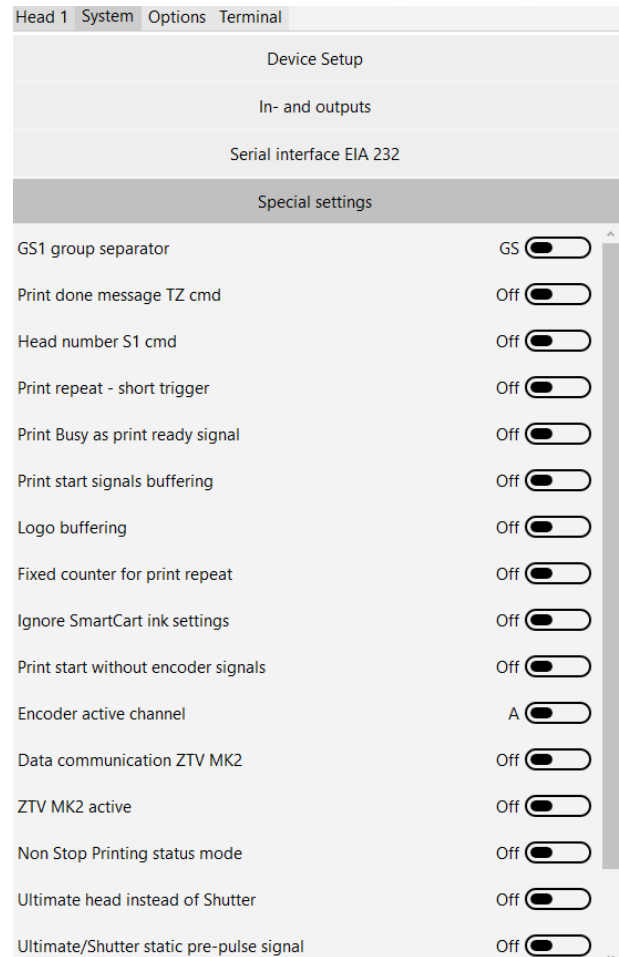 Head 1 System Options Terminal
Device Setup
In- and outputs
Serial interface EIA 232
Special settings
GS1 group separator GS
Print done message TZ cmd Off
Head number S1 cmd Off
Print repeat - short trigger Off
Print Busy as print ready signal Off
Print start signals buffering Off
Logo buffering Off
Fixed counter for print repeat Off
Ignore SmartCart ink settings Off
Print start without encoder signals Off
Encoder active channel A
Data communication ZTV MK2 Off
ZTV MK2 active Off
Non Stop Printing status mode Off
Ultimate head instead of Shutter Off
Ultimate/Shutter static pre-pulse signal Off